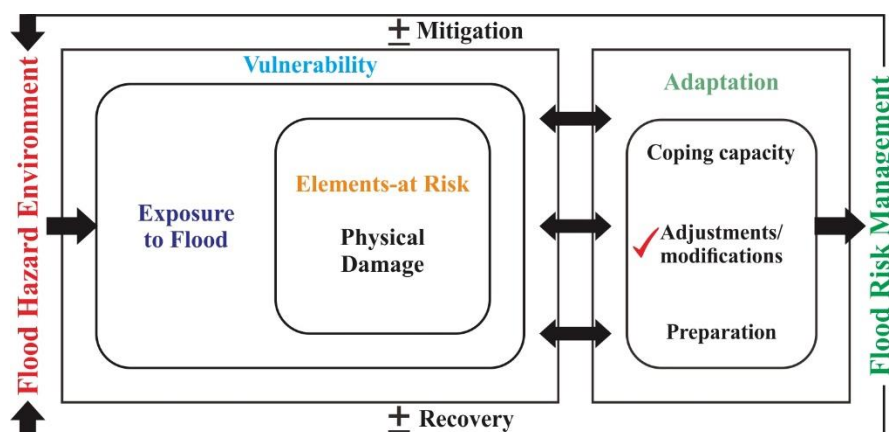 ± Mitigation
Flood Hazard Environment
Vulnerability
Exposure
to Flood
Elements-at Risk
Physical
Damage
Adaptation
Coping capacity
✓ Adjustments/
modifications
Preparation
Flood Risk Management
± Recovery